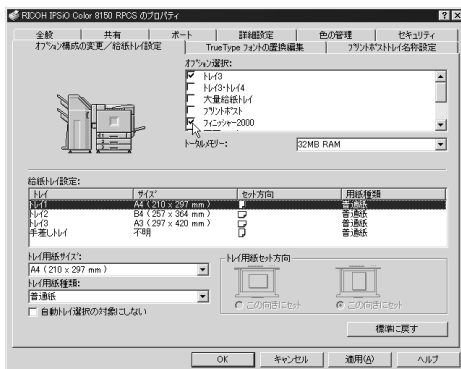 RICOH IPSiO Color 8150 RPCS のプロパティ
全般 共有 ポート 詳細設定 色の管理 セキュリティ
オプション構成の変更／給紙トレイ設定 TrueType フォントの置換編集 プリントポストトレイ名称設定
オプション選択:
トレイ3
トレイ3・トレイ4
大量給紙トレイ
プリントポスト
フィニッシャー2000
トータルメモリー: 32MB RAM
給紙トレイ設定:
トレイ サイズ セット方向 用紙種類
トレイ1 A4 (210 x 297 mm) 普通紙
トレイ2 B4 (257 x 364 mm) 普通紙
トレイ3 A3 (297 x 420 mm) 普通紙
手差しトレイ 不明 普通紙
トレイ用紙サイズ:
A4 (210 x 297 mm)
トレイ用紙種類:
普通紙
自動トレイ選択の対象にしない
トレイ用紙セット方向
この向きにセット この向きにセット
標準に戻す
OK キャンセル 適用(A) ヘルプ